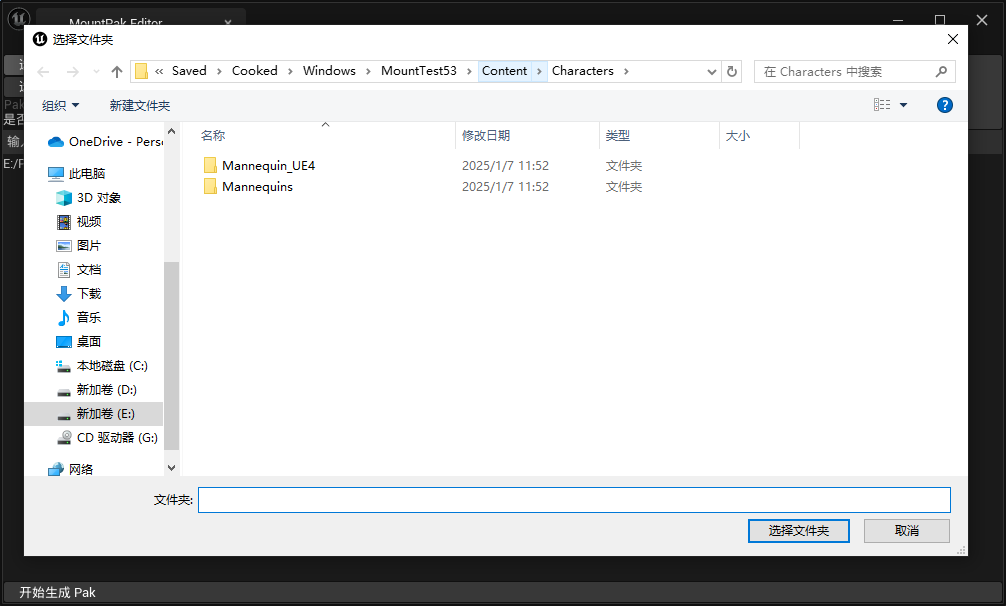 MountPak Editor
选择文件夹
« Saved › Cooked › Windows › MountTest53 › Content › Characters ›
在 Characters 中搜索
组织 新建文件夹
Pak
是否
输
E:/P
OneDrive - Perso
此电脑
3D 对象
视频
图片
文档
下载
音乐
桌面
本地磁盘 (C:)
新加卷 (D:)
新加卷 (E:)
CD 驱动器 (G:)
网络
名称 修改日期 类型 大小
Mannequin_UE4 2025/1/7 11:52 文件夹
Mannequins 2025/1/7 11:52 文件夹
文件夹:
选择文件夹 取消
开始生成 Pak